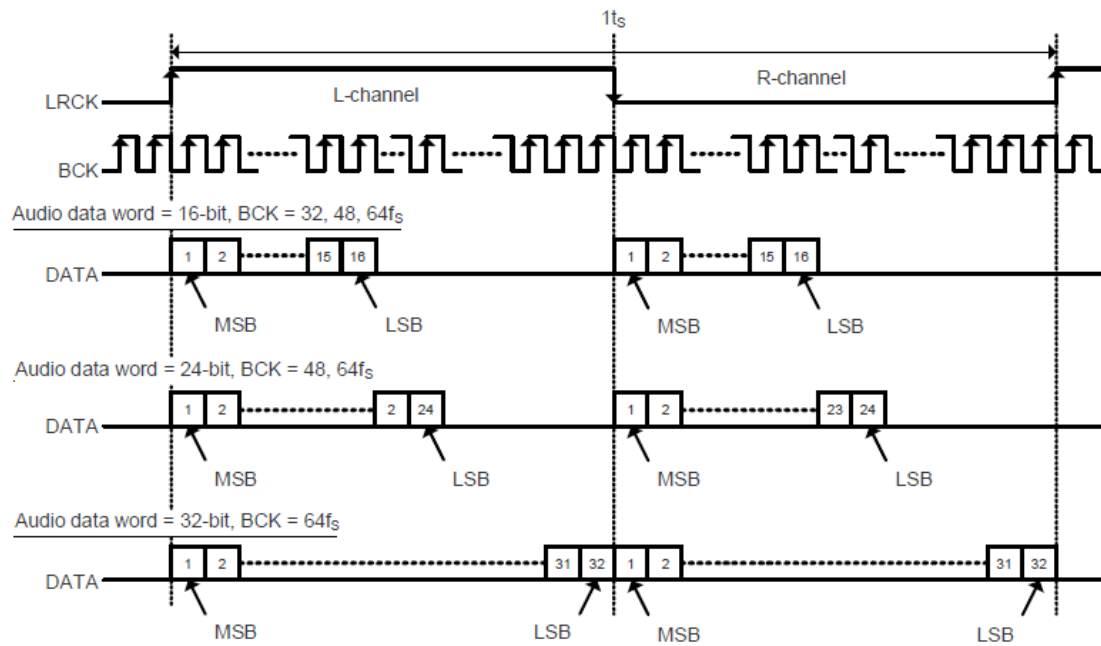 1tS
LRCK
L-channel
R-channel
BCK
Audio data word = 16-bit, BCK = 32, 48, 64fS
DATA
1 2 15 16 1 2 15 16
MSB LSB MSB LSB
Audio data word = 24-bit, BCK = 48, 64fS
DATA
1 2 2 24 1 2 23 24
MSB LSB MSB LSB
Audio data word = 32-bit, BCK = 64fS
DATA
1 2 31 32 1 2 31 32
MSB LSB MSB LSB